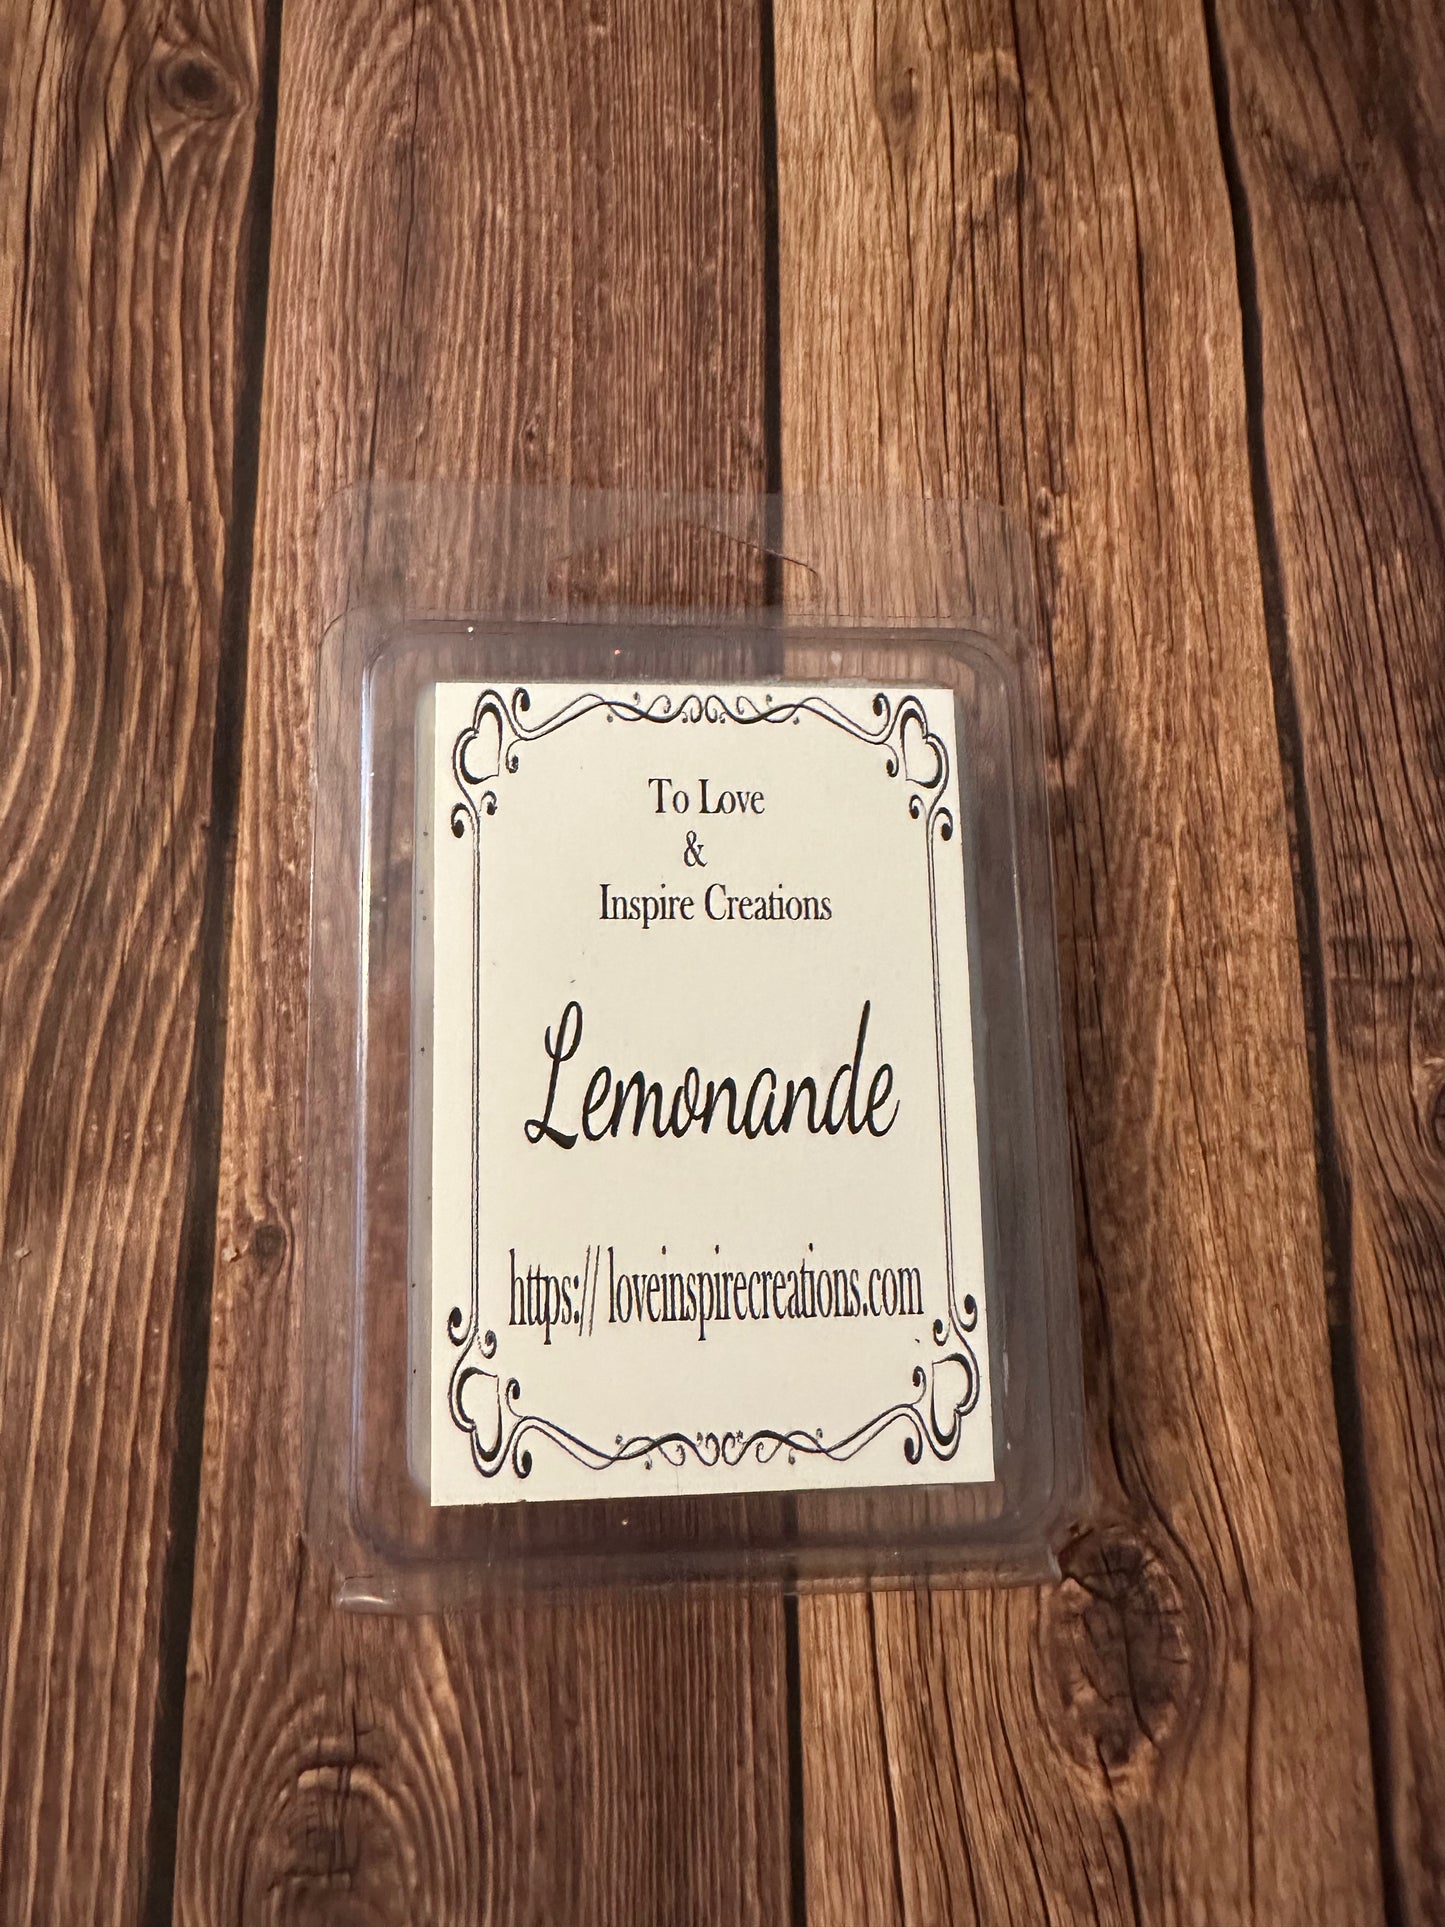 To Love
&
Inspire Creations
Lemonande
https:// loveinspirecreations.com